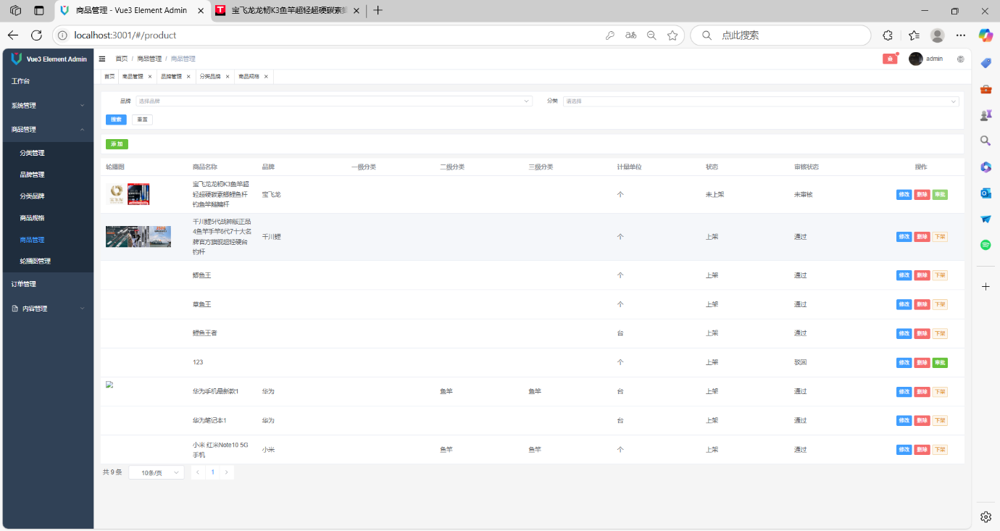 商品管理 - Vue3 Element Admin
宝飞龙龙韧K3鱼竿超轻超硬碳素
localhost:3001/#/product
点此搜索
Vue3 Element Admin
首页 / 商品管理 / 商品管理
admin
工作台
首页 商品管理 × 品牌管理 × 分类品牌 × 商品规格 ×
系统管理
品牌 选择品牌 分类 请选择
搜索 重置
商品管理
添加
分类管理
品牌管理
分类品牌
商品规格
商品管理
轮播图管理
订单管理
内容管理
轮播图 商品名称 品牌 一级分类 二级分类 三级分类 计量单位 状态 审核状态 操作
宝飞龙龙韧K3鱼竿超
轻超硬碳素鲫鲤鱼杆
钓鱼竿鲢鳙杆
宝飞龙 个 未上架 未审核 修改 删除 审批
千川鲤5代战神版正品
4鱼竿手竿6代7十大名
牌官方旗舰超轻硬台
钓杆
千川鲤 个 上架 通过 修改 删除 下架
鲫鱼王 个 上架 通过 修改 删除 下架
草鱼王 个 上架 通过 修改 删除 下架
鲤鱼王者 台 上架 通过 修改 删除 下架
123 个 上架 驳回 修改 删除 审批
华为手机最新款1 华为 鱼竿 鱼竿 台 上架 通过 修改 删除 下架
华为笔记本1 华为 台 上架 通过 修改 删除 下架
小米 红米Note10 5G
手机
小米 鱼竿 鱼竿 个 上架 通过 修改 删除 下架
共 9 条 10条/页 1